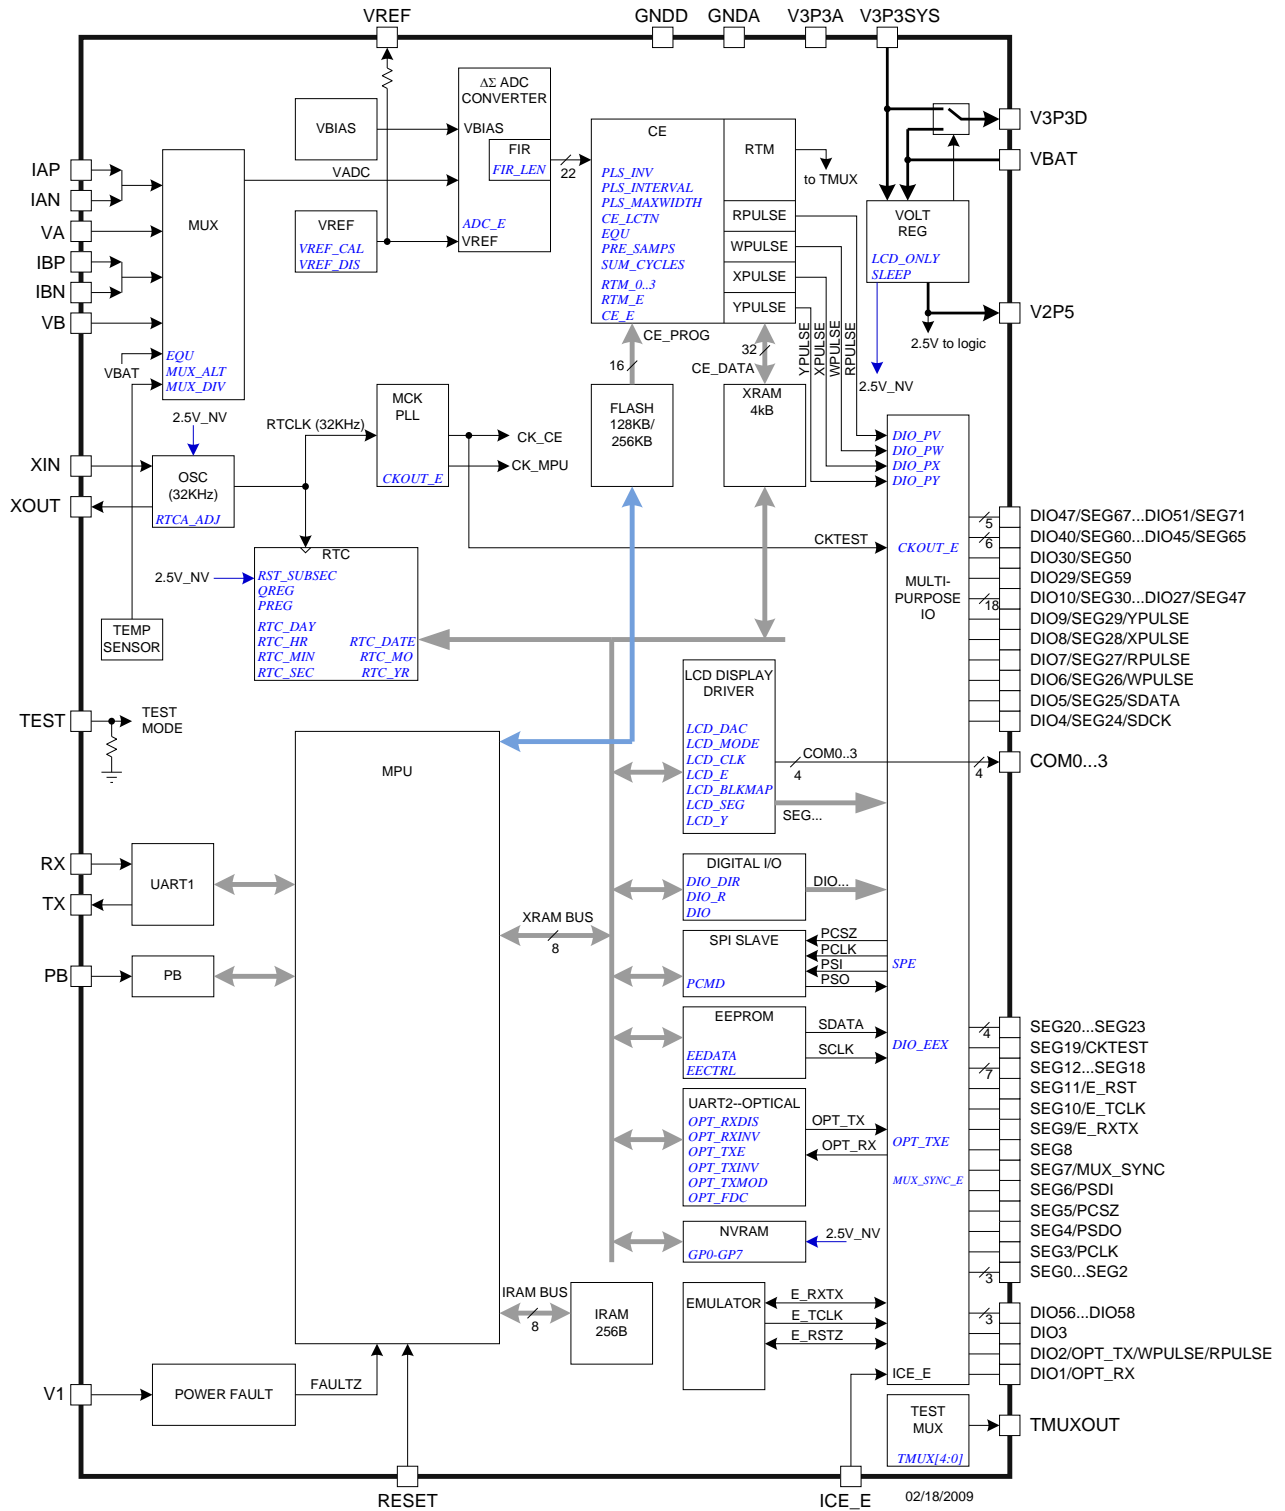 VREF
GNDD
GNDA
V3P3A
V3P3SYS
IAP
IAN
VA
IBP
IBN
VB
XIN
XOUT
TEST
RX
TX
PB
V1
RESET
ICE_E
02/18/2009
MUX
EQU
MUX_ALT
MUX_DIV
VBAT
VADC
VBIAS
VREF
VREF_CAL
VREF_DIS
ΔΣ ADC
CONVERTER
VBIAS
FIR
FIR_LEN
ADC_E
VREF
22
CE
PLS_INV
PLS_INTERVAL
PLS_MAXWIDTH
CE_LCTN
EQU
PRE_SAMPS
SUM_CYCLES
RTM_0..3
RTM_E
CE_E
RTM
to TMUX
RPULSE
WPULSE
XPULSE
YPULSE
CE_PROG
16
32
CE_DATA
YPULSE
XPULSE
WPULSE
RPULSE
VOLT
REG
LCD_ONLY
SLEEP
2.5V to logic
2.5V_NV
2.5V_NV
OSC
(32KHz)
RTCA_ADJ
RTCLK (32KHz)
MCK
PLL
CKOUT_E
CK_CE
CK_MPU
FLASH
128KB/
256KB
XRAM
4kB
CKTEST
2.5V_NV
RTC
RST_SUBSEC
QREG
PREG
RTC_DAY
RTC_HR
RTC_MIN
RTC_SEC
RTC_DATE
RTC_MO
RTC_YR
TEMP
SENSOR
TEST
MODE
MPU
UART1
PB
XRAM BUS
8
IRAM BUS
8
IRAM
256B
POWER FAULT
FAULTZ
LCD DISPLAY
DRIVER
LCD_DAC
LCD_MODE
LCD_CLK
LCD_E
LCD_BLKMAP
LCD_SEG
LCD_Y
COM0..3
4
SEG...
DIGITAL I/O
DIO_DIR
DIO_R
DIO
DIO...
SPI SLAVE
PCMD
PCSZ
PCLK
PSI
PSO
EEPROM
EEDATA
EECTRL
SDATA
SCLK
UART2--OPTICAL
OPT_RXDIS
OPT_RXINV
OPT_TXE
OPT_TXINV
OPT_TXMOD
OPT_FDC
OPT_TX
OPT_RX
NVRAM
GP0-GP7
2.5V_NV
EMULATOR
E_RXTX
E_TCLK
E_RSTZ
DIO_PV
DIO_PW
DIO_PX
DIO_PY
CKOUT_E
MULTI-
PURPOSE
IO
SPE
DIO_EEX
OPT_TXE
MUX_SYNC_E
ICE_E
TEST
MUX
TMUX[4:0]
V3P3D
VBAT
V2P5
5
DIO47/SEG67...DIO51/SEG71
6
DIO40/SEG60...DIO45/SEG65
DIO30/SEG50
DIO29/SEG59
18
DIO10/SEG30...DIO27/SEG47
DIO9/SEG29/YPULSE
DIO8/SEG28/XPULSE
DIO7/SEG27/RPULSE
DIO6/SEG26/WPULSE
DIO5/SEG25/SDATA
DIO4/SEG24/SDCK
4
COM0...3
4
SEG20...SEG23
SEG19/CKTEST
7
SEG12...SEG18
SEG11/E_RST
SEG10/E_TCLK
SEG9/E_RXTX
SEG8
SEG7/MUX_SYNC
SEG6/PSDI
SEG5/PCSZ
SEG4/PSDO
SEG3/PCLK
3
SEG0...SEG2
3
DIO56...DIO58
DIO3
DIO2/OPT_TX/WPULSE/RPULSE
DIO1/OPT_RX
TMUXOUT